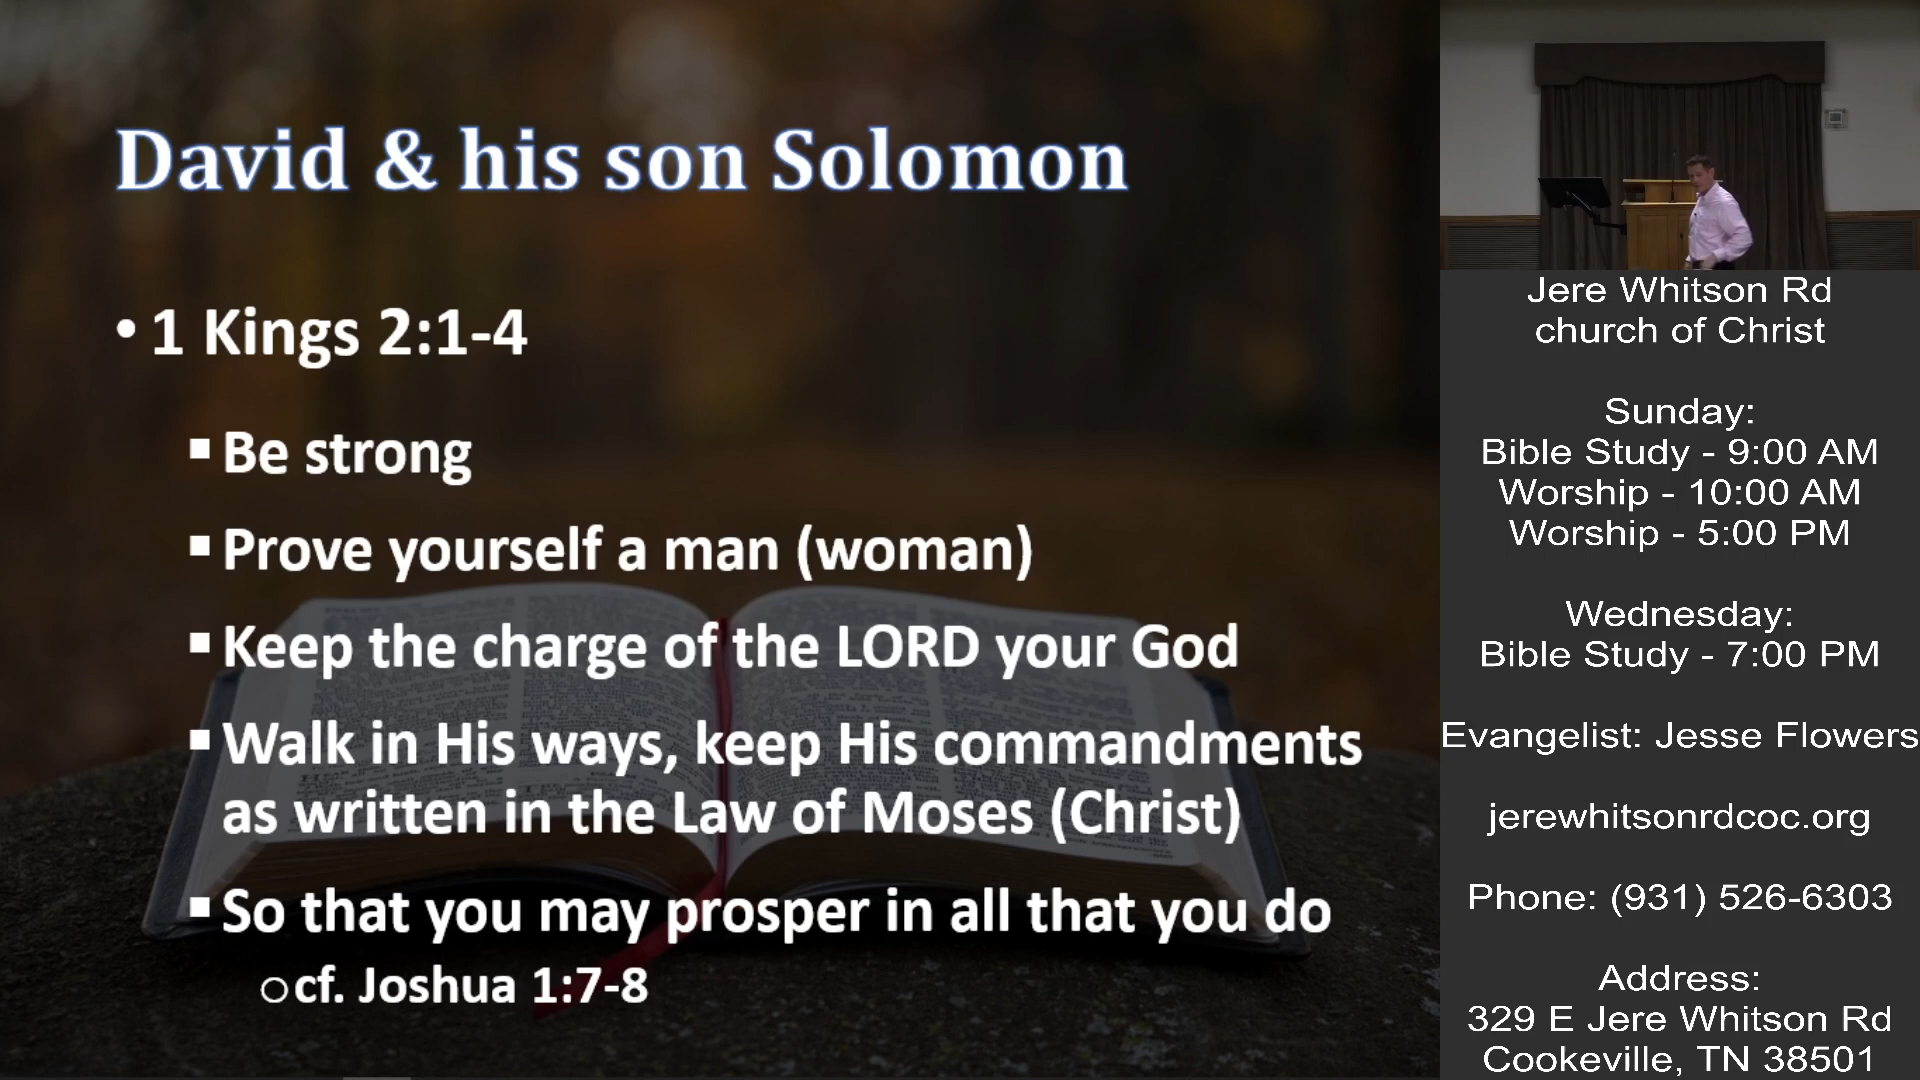 David & his son Solomon
• 1 Kings 2:1-4
▪ Be strong
▪ Prove yourself a man (woman)
▪ Keep the charge of the LORD your God
▪ Walk in His ways, keep His commandments
as written in the Law of Moses (Christ)
▪ So that you may prosper in all that you do
○ cf. Joshua 1:7-8
Jere Whitson Rd
church of Christ
Sunday:
Bible Study - 9:00 AM
Worship - 10:00 AM
Worship - 5:00 PM
Wednesday:
Bible Study - 7:00 PM
Evangelist: Jesse Flowers
jerewhitsonrdcoc.org
Phone: (931) 526-6303
Address:
329 E Jere Whitson Rd
Cookeville, TN 38501